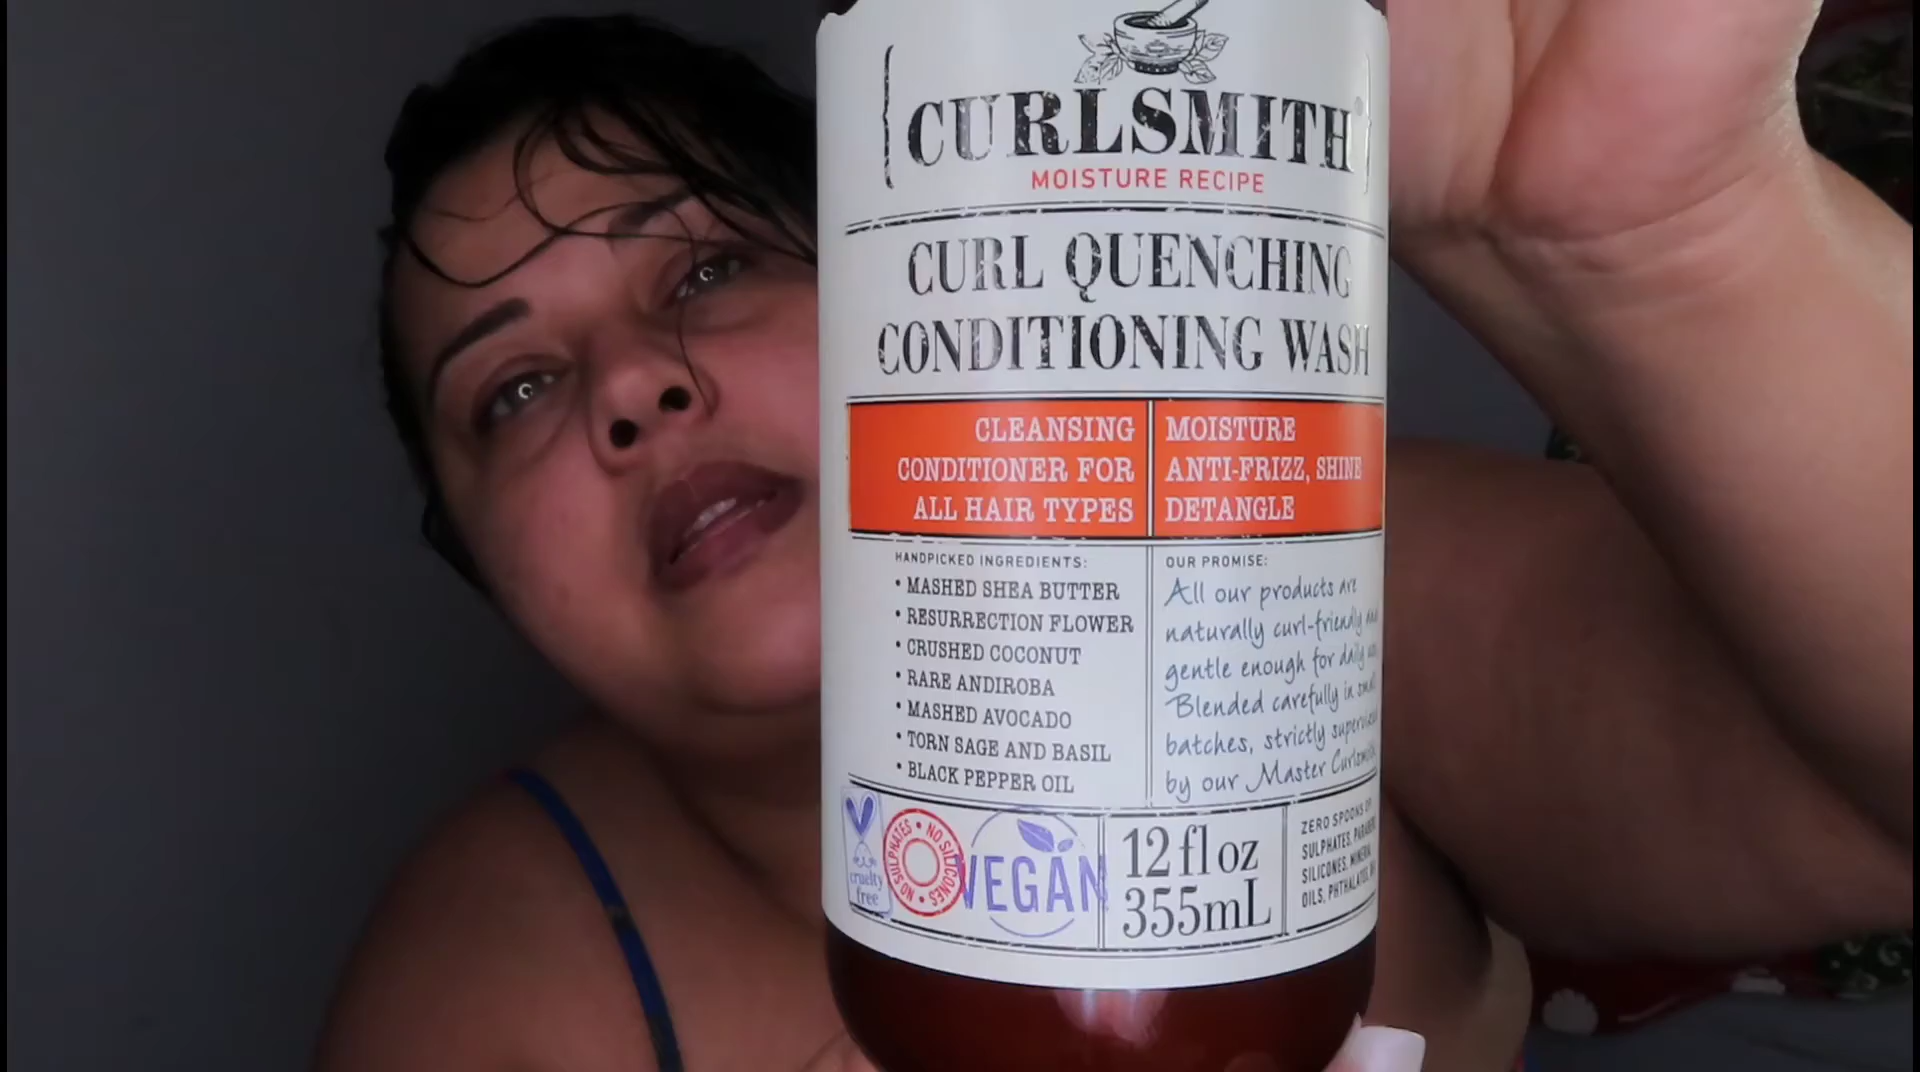 CURLSMITH
MOISTURE RECIPE
CURL QUENCHING
CONDITIONING WASH
CLEANSING
CONDITIONER FOR
ALL HAIR TYPES
MOISTURE
ANTI-FRIZZ, SHINE
DETANGLE
HANDPICKED INGREDIENTS:
• MASHED SHEA BUTTER
• RESURRECTION FLOWER
• CRUSHED COCONUT
• RARE ANDIROBA
• MASHED AVOCADO
• TORN SAGE AND BASIL
• BLACK PEPPER OIL
OUR PROMISE:
All our products are
naturally curl-friendly and
gentle enough for daily
Blended carefully in
batches, strictly
by our Master
cruelty
free
NO SULPHATES • NO SILICONES •
VEGAN
12 fl oz
355mL
ZERO SPOONS OF
SULPHATES,
SILICONES, MINERAL
OILS,